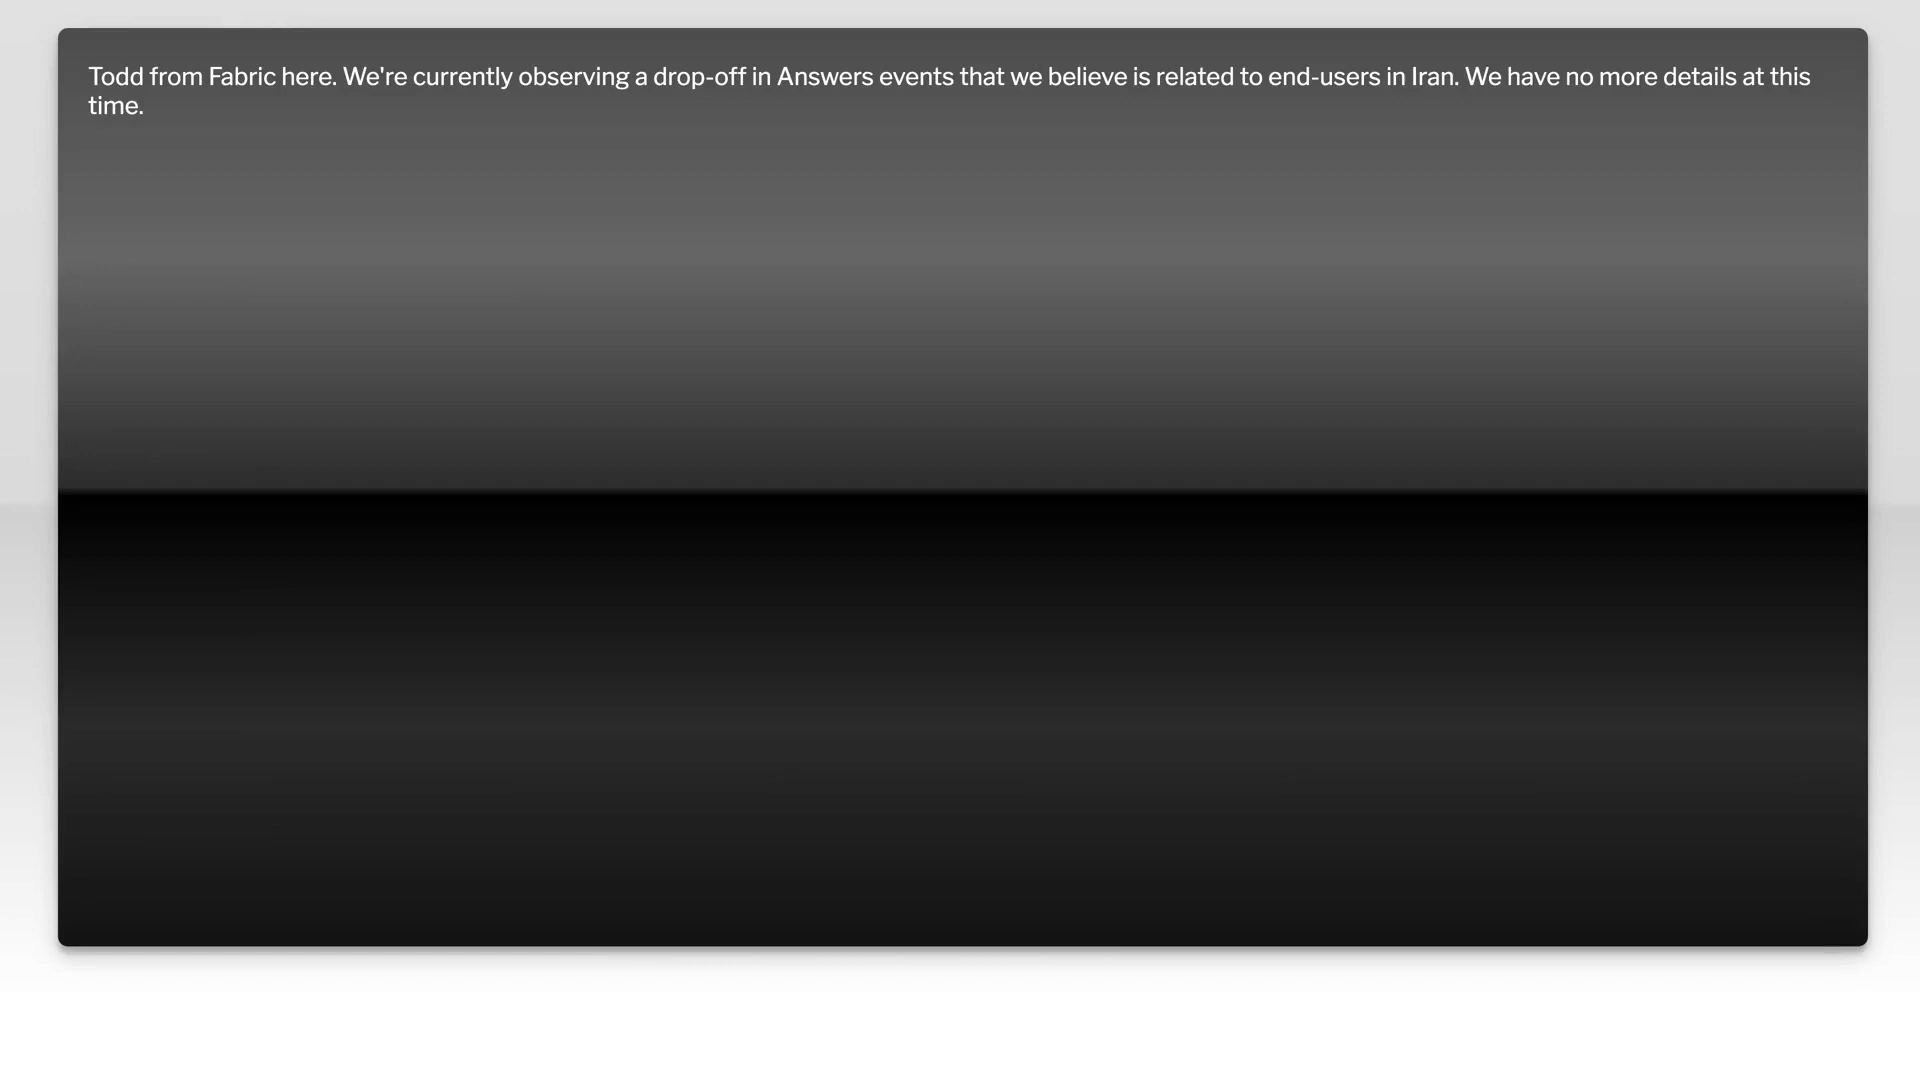 Todd from Fabric here. We're currently observing a drop-off in Answers events that we believe is related to end-users in Iran. We have no more details at this
time.